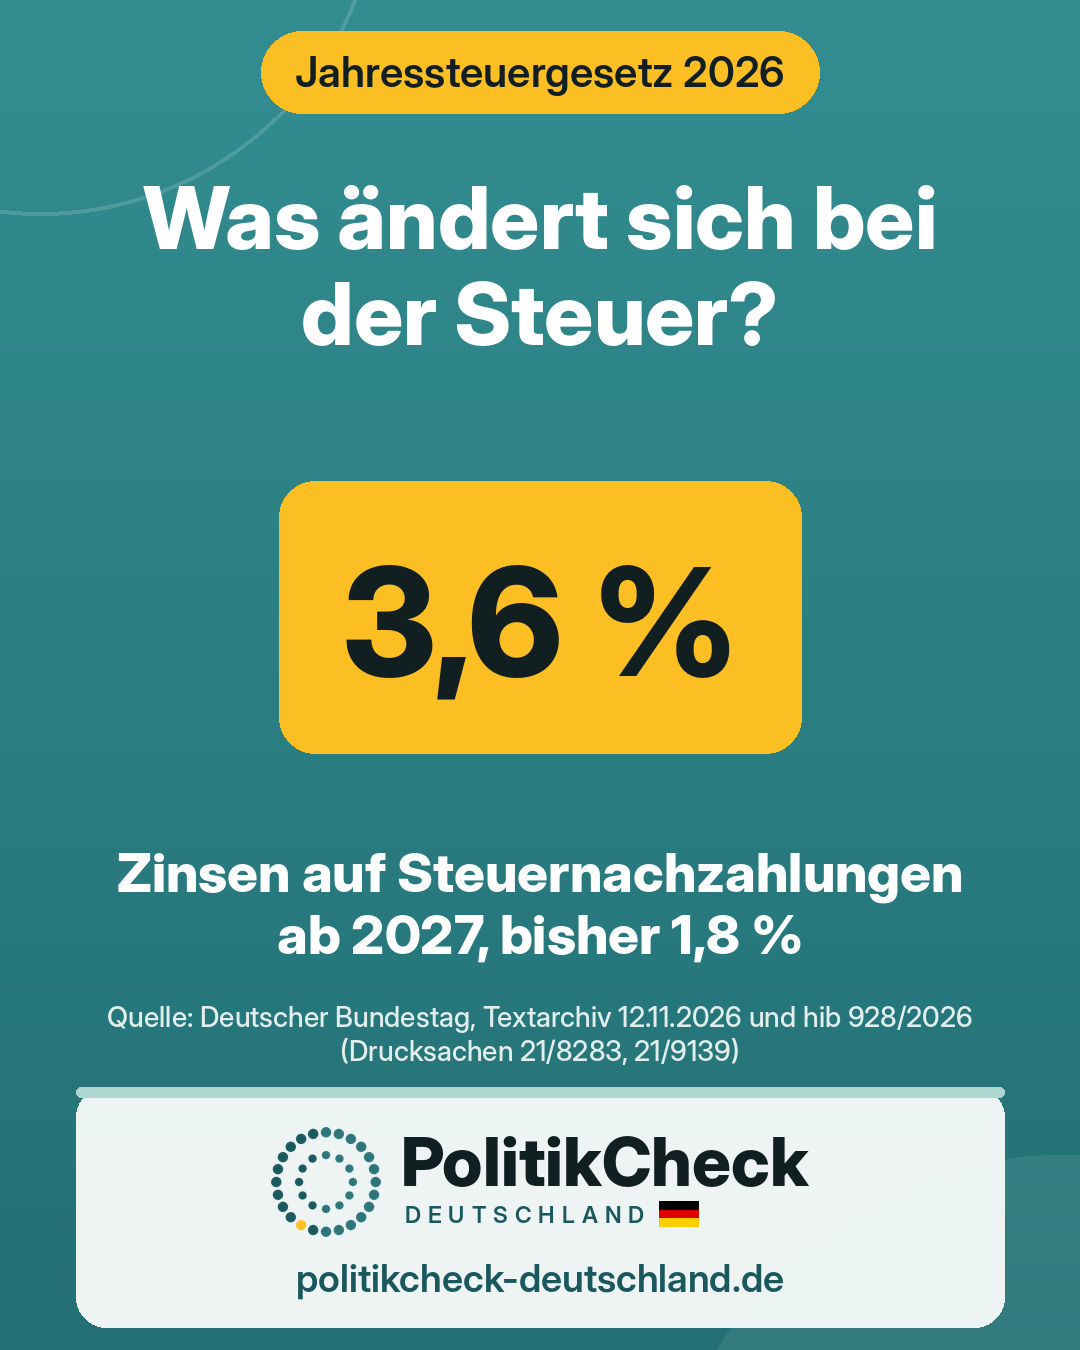 Jahressteuergesetz 2026
Was ändert sich bei
der Steuer?
3,6 %
Zinsen auf Steuernachzahlungen
ab 2027, bisher 1,8 %
Quelle: Deutscher Bundestag, Textarchiv 12.11.2026 und hib 928/2026
(Drucksachen 21/8283, 21/9139)
PolitikCheck
DEUTSCHLAND
politikcheck-deutschland.de